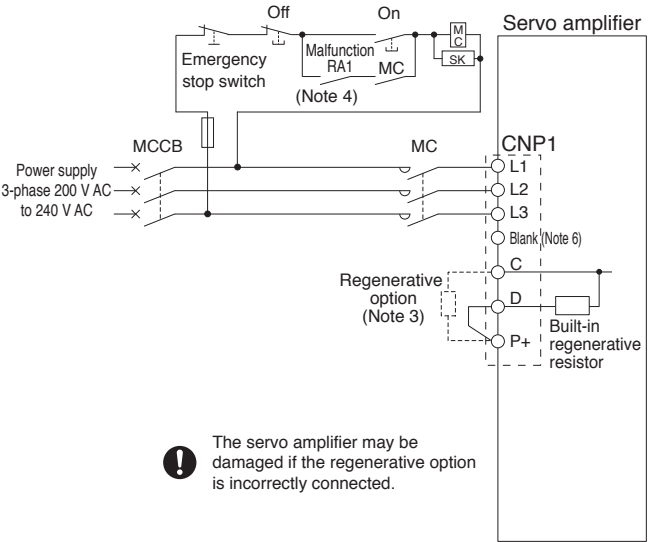 Off
On
Servo amplifier
Emergency
stop switch
Malfunction
RA1
MC
(Note 4)
M
C
SK
MCCB
MC
CNP1
Power supply
3-phase 200 V AC
to 240 V AC
L1
L2
L3
Blank (Note 6)
C
Regenerative
option
(Note 3)
D
P+
Built-in
regenerative
resistor
The servo amplifier may be
damaged if the regenerative option
is incorrectly connected.